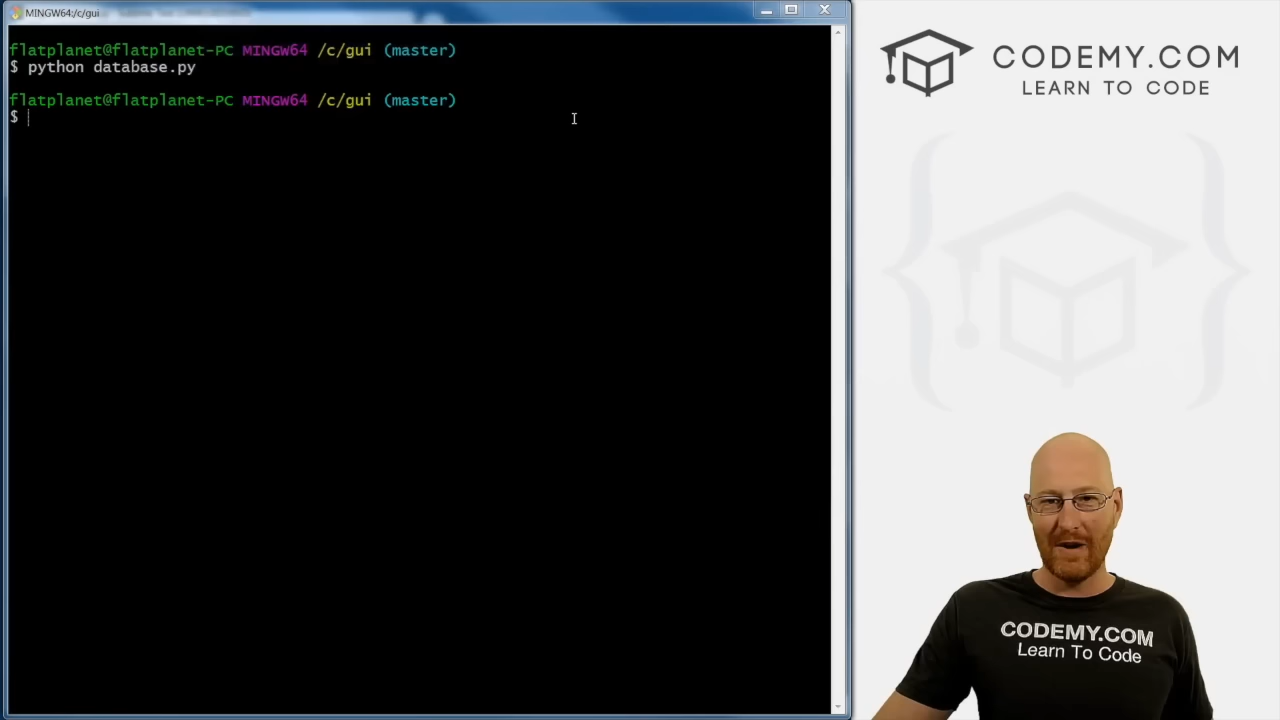 MINGW64:/c/gui
flatplanet@flatplanet-PC MINGW64 /c/gui (master)
$ python database.py
flatplanet@flatplanet-PC MINGW64 /c/gui (master)
$
CODEMY.COM
LEARN TO CODE
CODEMY.COM
Learn To Code